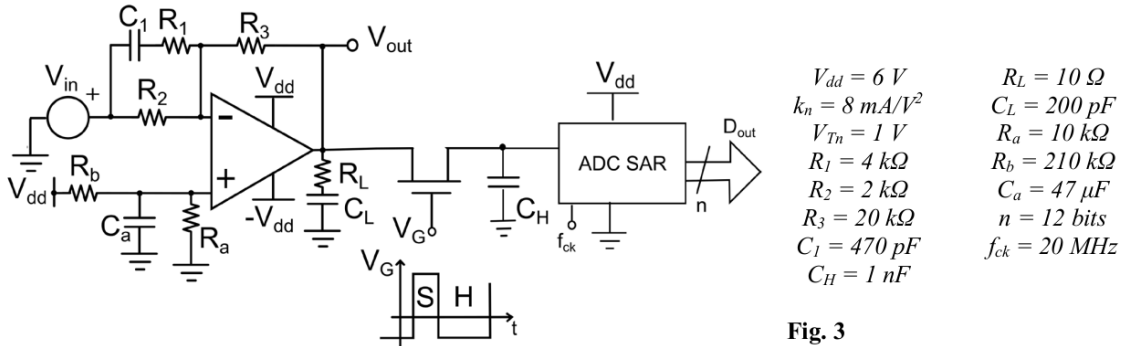 C1 R1 R3 Vout
Vin + R2 Vdd
-
+
Rb
Vdd
Ca Ra
-Vdd
RL
CL
VG
CH
Vdd
ADC SAR
Dout
n
fck
VG
S H
t
Vdd = 6 V
kn = 8 mA/V²
VTn = 1 V
R1 = 4 kΩ
R2 = 2 kΩ
R3 = 20 kΩ
C1 = 470 pF
CH = 1 nF
RL = 10 Ω
CL = 200 pF
Ra = 10 kΩ
Rb = 210 kΩ
Ca = 47 μF
n = 12 bits
fck = 20 MHz
Fig. 3